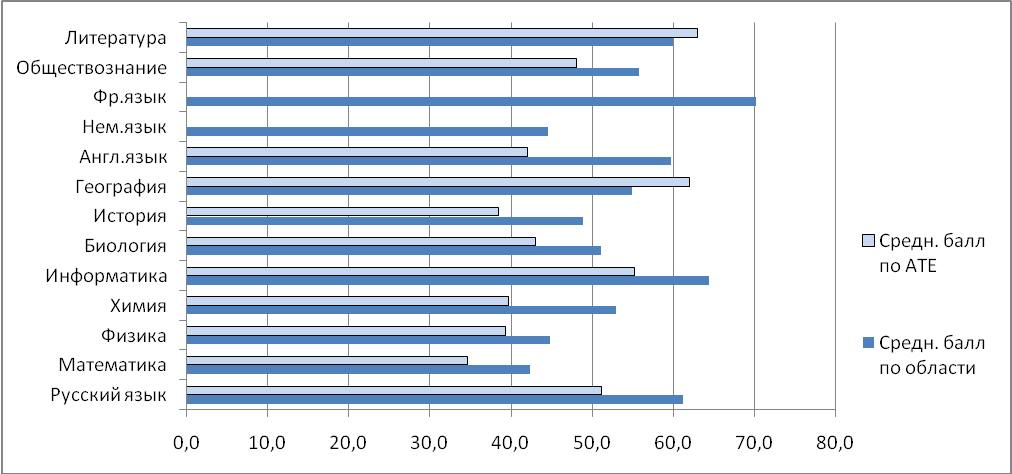 Литература
Обществознание
Фр.язык
Нем.язык
Англ.язык
География
История
Биология
Информатика
Химия
Физика
Математика
Русский язык
0,0 10,0 20,0 30,0 40,0 50,0 60,0 70,0 80,0
Средн. балл
по АТЕ
Средн. балл
по области